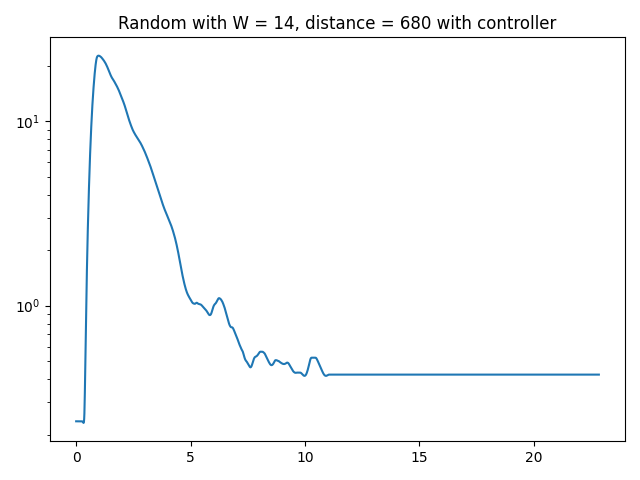 Random with W = 14, distance = 680 with controller
10¹
10⁰
0 5 10 15 20